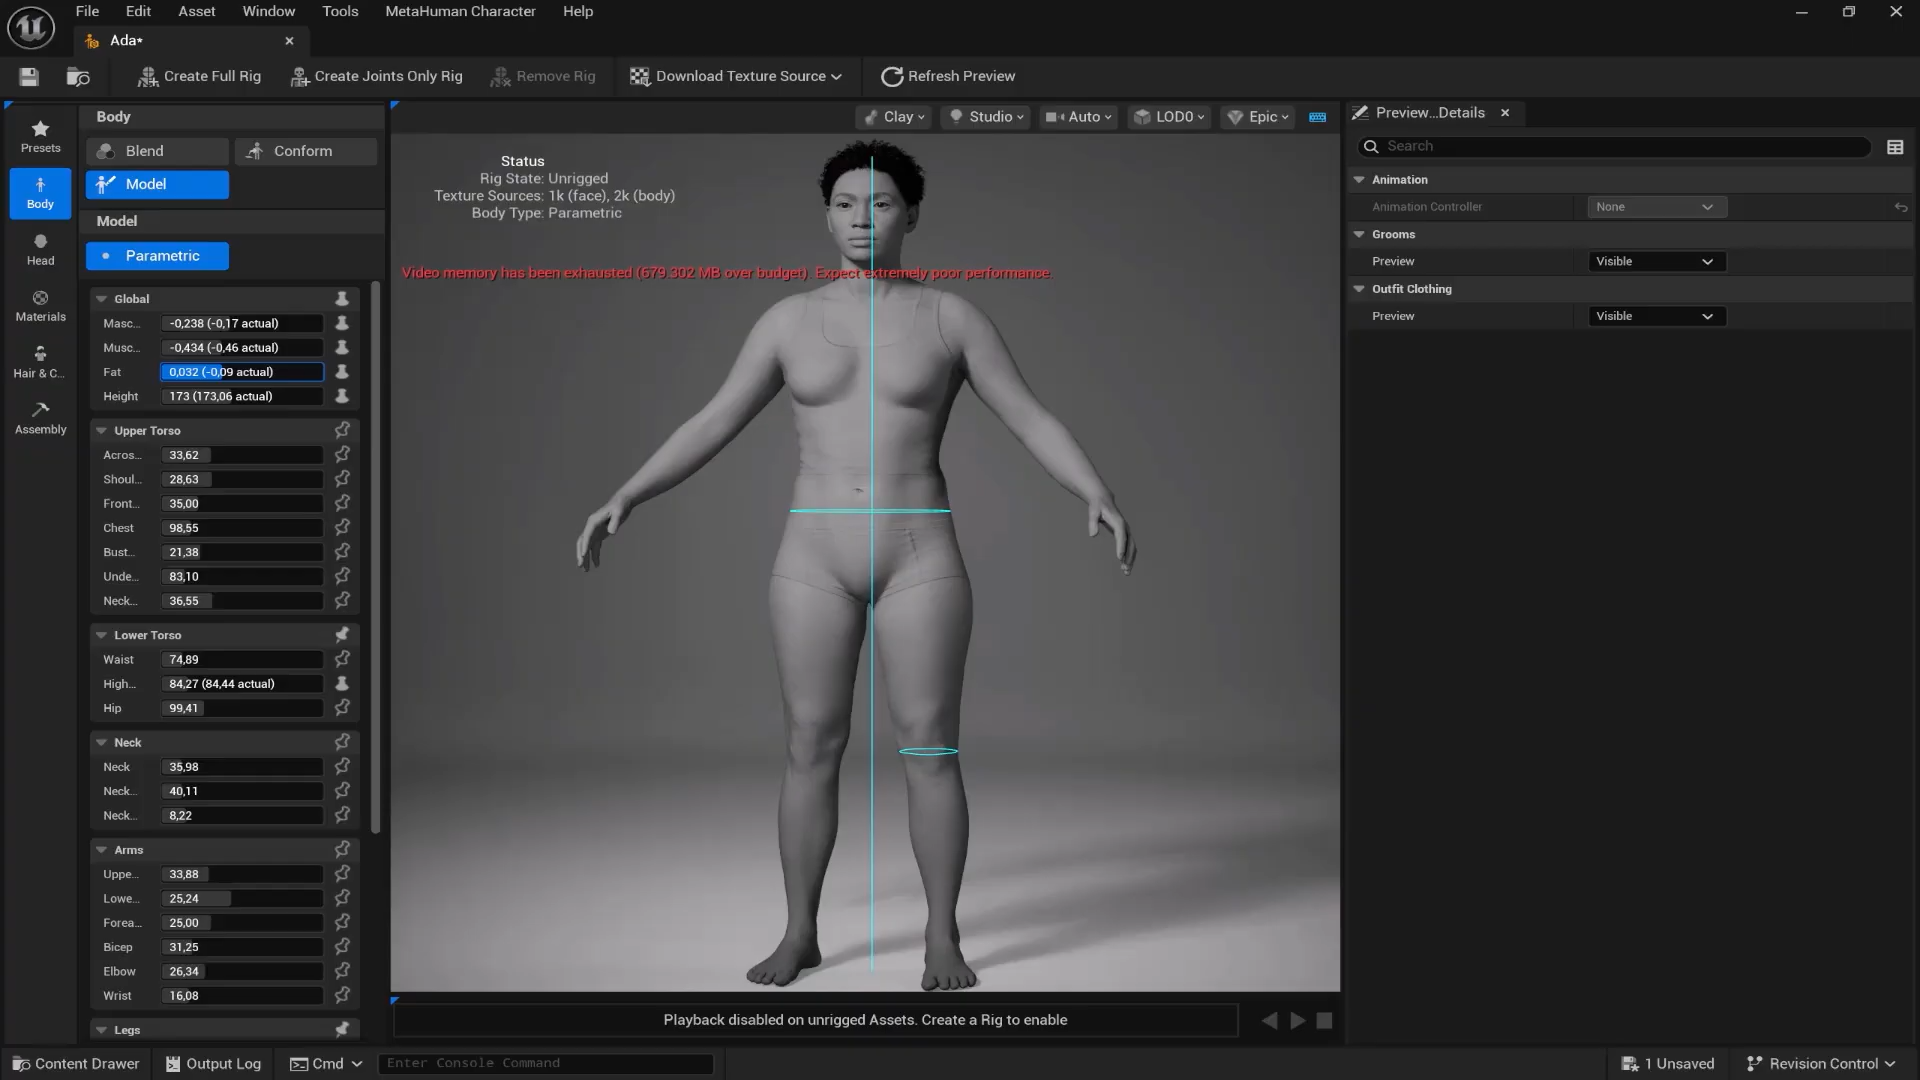 File Edit Asset Window Tools MetaHuman Character Help
Ada*
Create Full Rig Create Joints Only Rig Remove Rig Download Texture Source Refresh Preview
Presets
Body
Head
Materials
Hair & C...
Assembly
Body
Blend Conform
Model
Model
Parametric
Global
Masc... -0,238 (-0,17 actual)
Musc... -0,434 (-0,46 actual)
Fat 0,032 (-0,09 actual)
Height 173 (173,06 actual)
Upper Torso
Acros... 33,62
Shoul... 28,63
Front... 35,00
Chest 98,55
Bust... 21,38
Unde... 83,10
Neck... 36,55
Lower Torso
Waist 74,89
High... 84,27 (84,44 actual)
Hip 99,41
Neck
Neck 35,98
Neck... 40,11
Neck... 8,22
Arms
Uppe... 33,88
Lowe... 25,24
Forea... 25,00
Bicep 31,25
Elbow 26,34
Wrist 16,08
Legs
Clay Studio Auto LOD0 Epic
Status
Rig State: Unrigged
Texture Sources: 1k (face), 2k (body)
Body Type: Parametric
Video memory has been exhausted (679.302 MB over budget). Expect extremely poor performance.
Playback disabled on unrigged Assets. Create a Rig to enable
Preview...Details
Search
Animation
Animation Controller None
Grooms
Preview Visible
Outfit Clothing
Preview Visible
Content Drawer Output Log Cmd Enter Console Command 1 Unsaved Revision Control